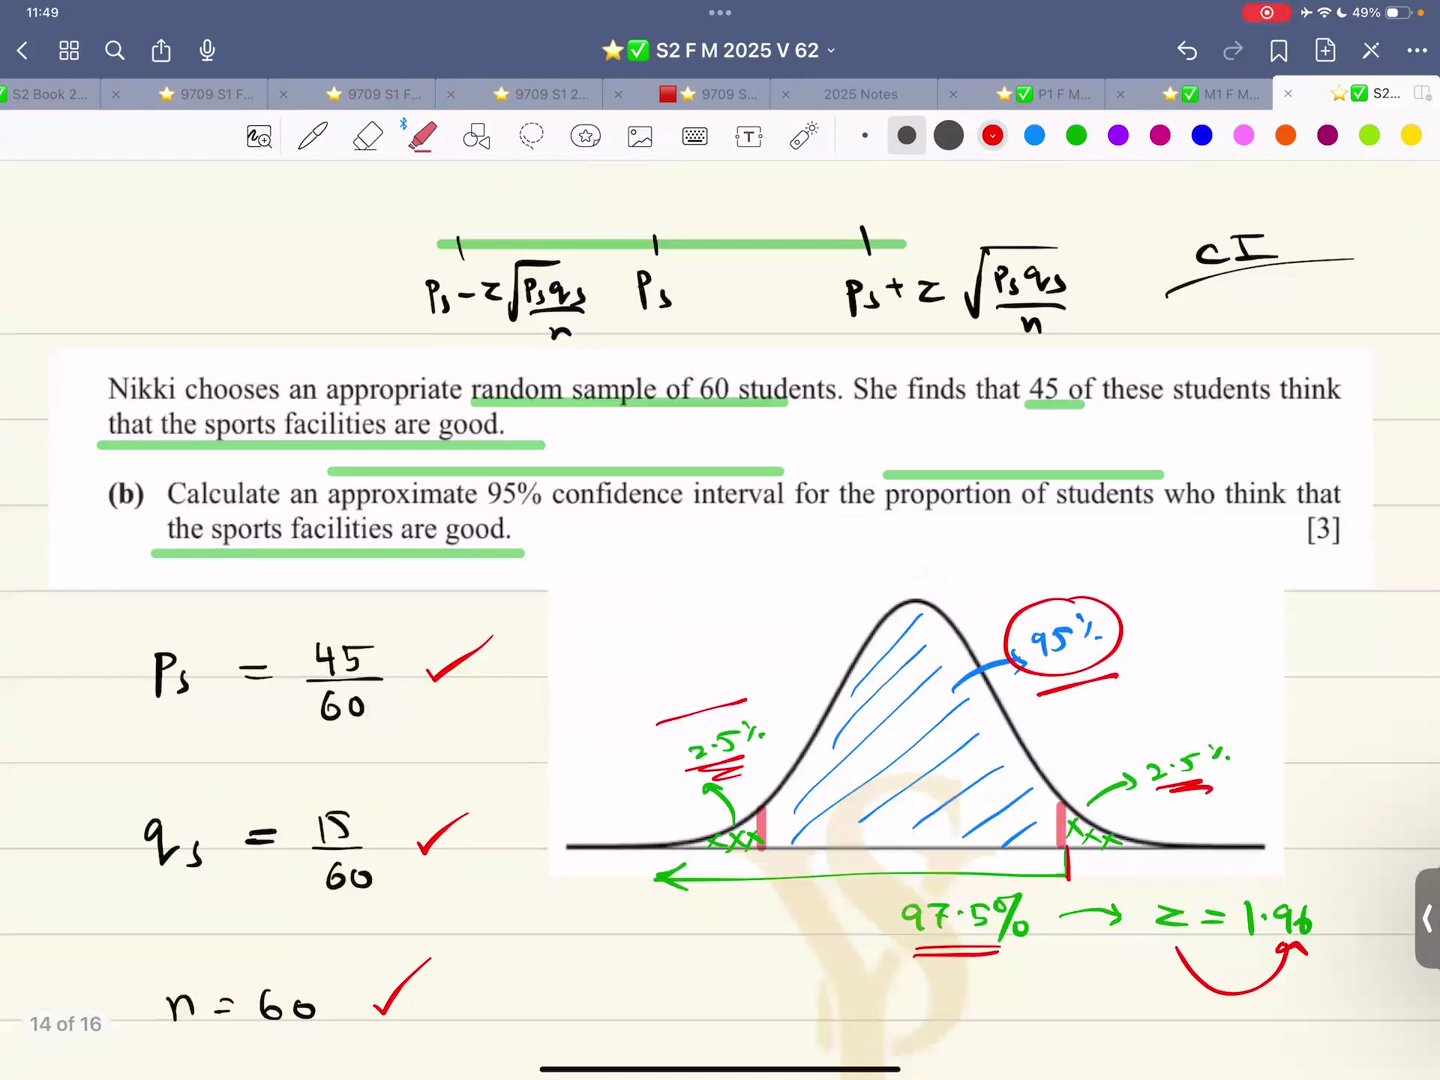 11:49
49%
S2 F M 2025 V 62
S2 Book 2...
9709 S1 F...
9709 S1 F...
9709 S1 2...
9709 S...
2025 Notes
P1 F M...
M1 F M...
S2...
CI
Ps - z√(Ps qs / n)   Ps   Ps + z √(Ps qs / n)
Nikki chooses an appropriate random sample of 60 students. She finds that 45 of these students think
that the sports facilities are good.
(b) Calculate an approximate 95% confidence interval for the proportion of students who think that
the sports facilities are good. [3]
95%
Ps = 45/60
2.5%
2.5%
qs = 15/60
97.5% → z = 1.96
n = 60
14 of 16